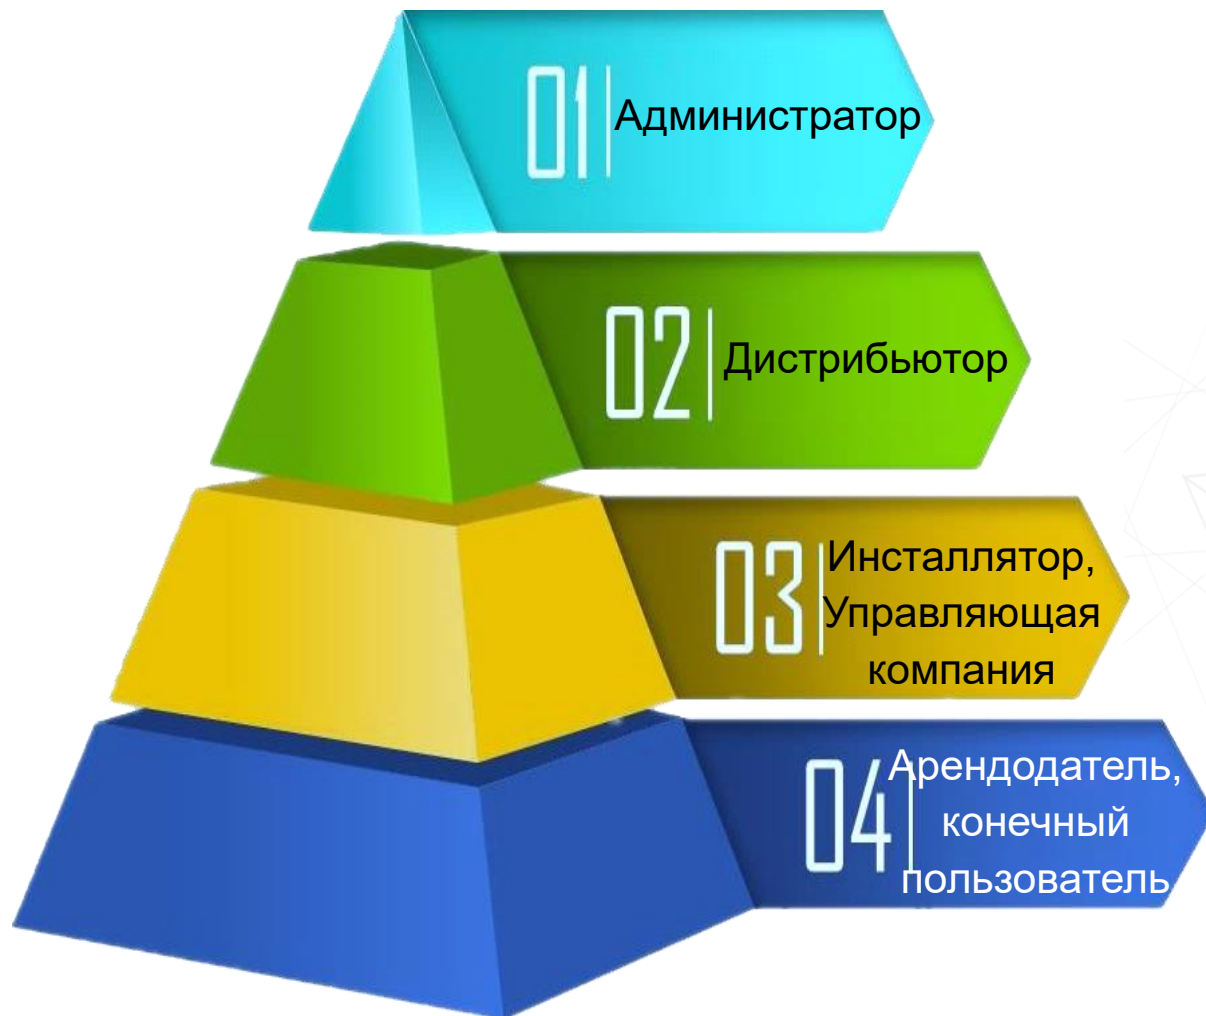 01 Администратор
02 Дистрибьютор
03 Инсталлятор,
Управляющая
компания
04 Арендодатель,
конечный
пользователь